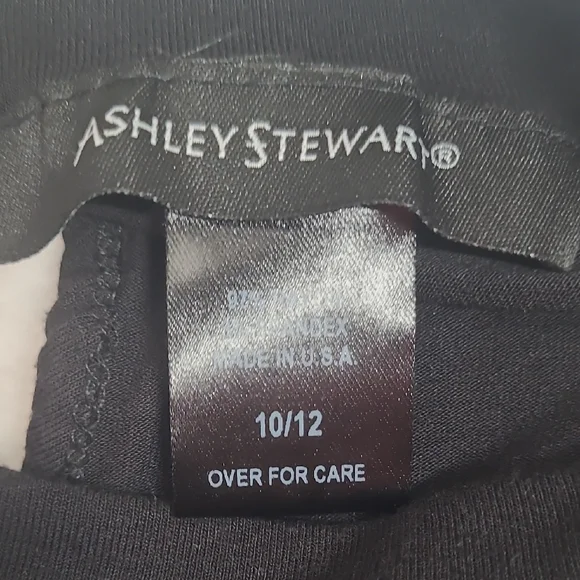 ASHLEY STEWART®
MADE IN U.S.A.
10/12
OVER FOR CARE